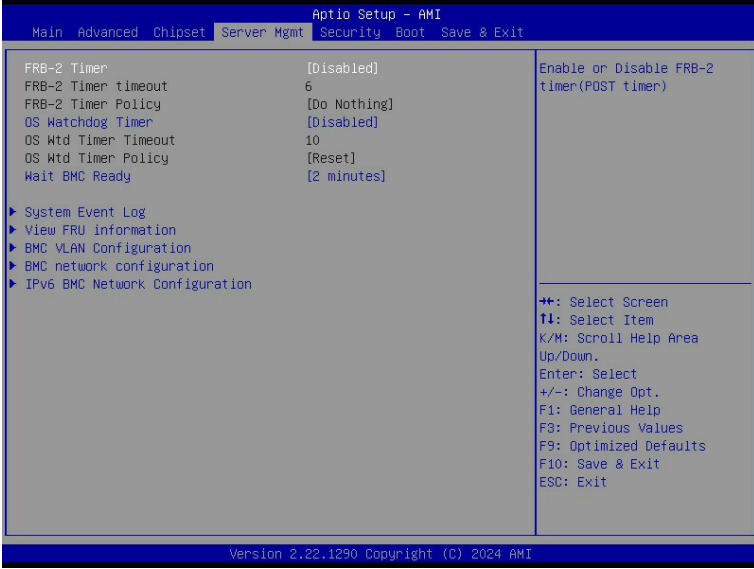 Aptio Setup - AMI
Main Advanced Chipset Server Mgmt Security Boot Save & Exit
FRB-2 Timer [Disabled]
FRB-2 Timer timeout 6
FRB-2 Timer Policy [Do Nothing]
OS Watchdog Timer [Disabled]
OS Wtd Timer Timeout 10
OS Wtd Timer Policy [Reset]
Wait BMC Ready [2 minutes]
System Event Log
View FRU information
BMC VLAN Configuration
BMC network configuration
IPv6 BMC Network Configuration
Enable or Disable FRB-2
timer(POST timer)
→←: Select Screen
↑↓: Select Item
K/M: Scroll Help Area
Up/Down.
Enter: Select
+/-: Change Opt.
F1: General Help
F3: Previous Values
F9: Optimized Defaults
F10: Save & Exit
ESC: Exit
Version 2.22.1290 Copyright (C) 2024 AMI